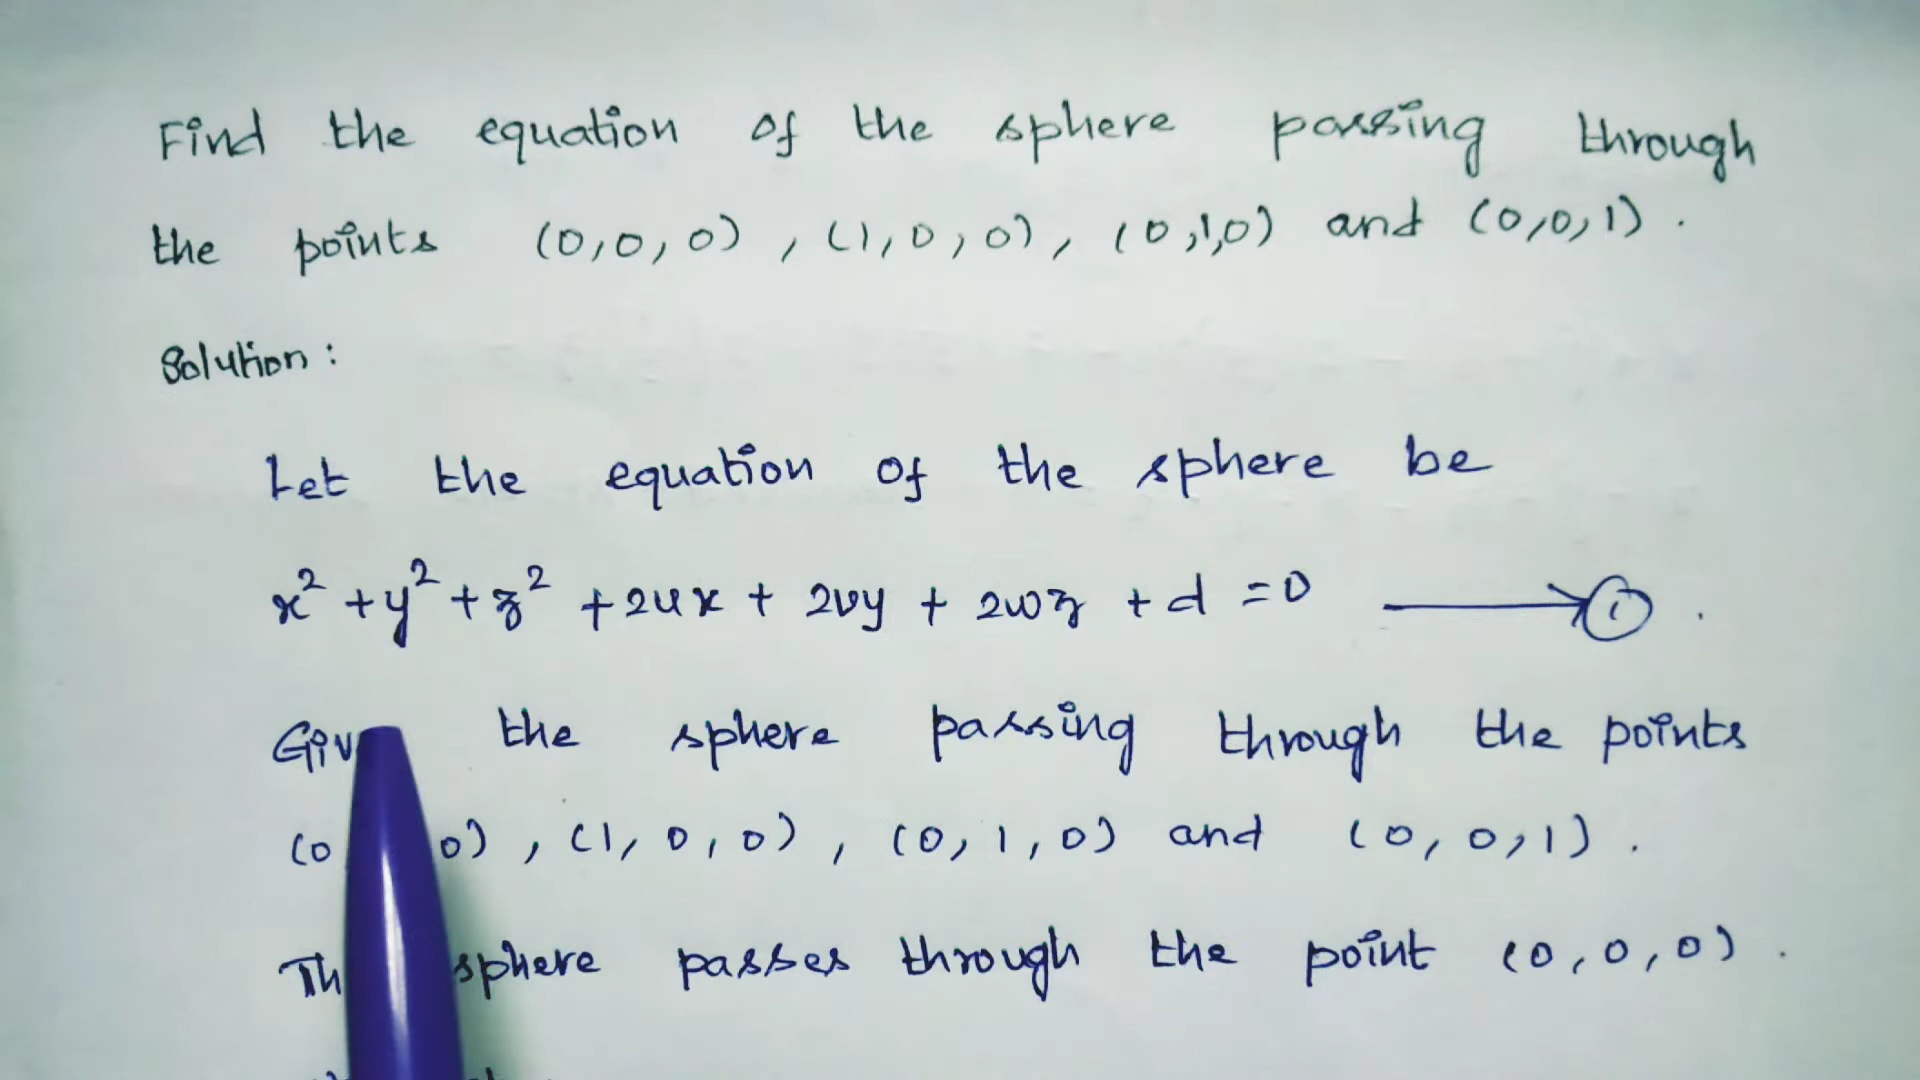 Find the equation of the sphere passing through
the points (0,0,0), (1,0,0), (0,1,0) and (0,0,1).
Solution:
Let the equation of the sphere be
x² + y² + z² + 2ux + 2vy + 2wz + d = 0 ⟶ ①.
the sphere passing through the points
(0 0), (1,0,0), (0,1,0) and (0,0,1).
sphere passes through the point (0,0,0).